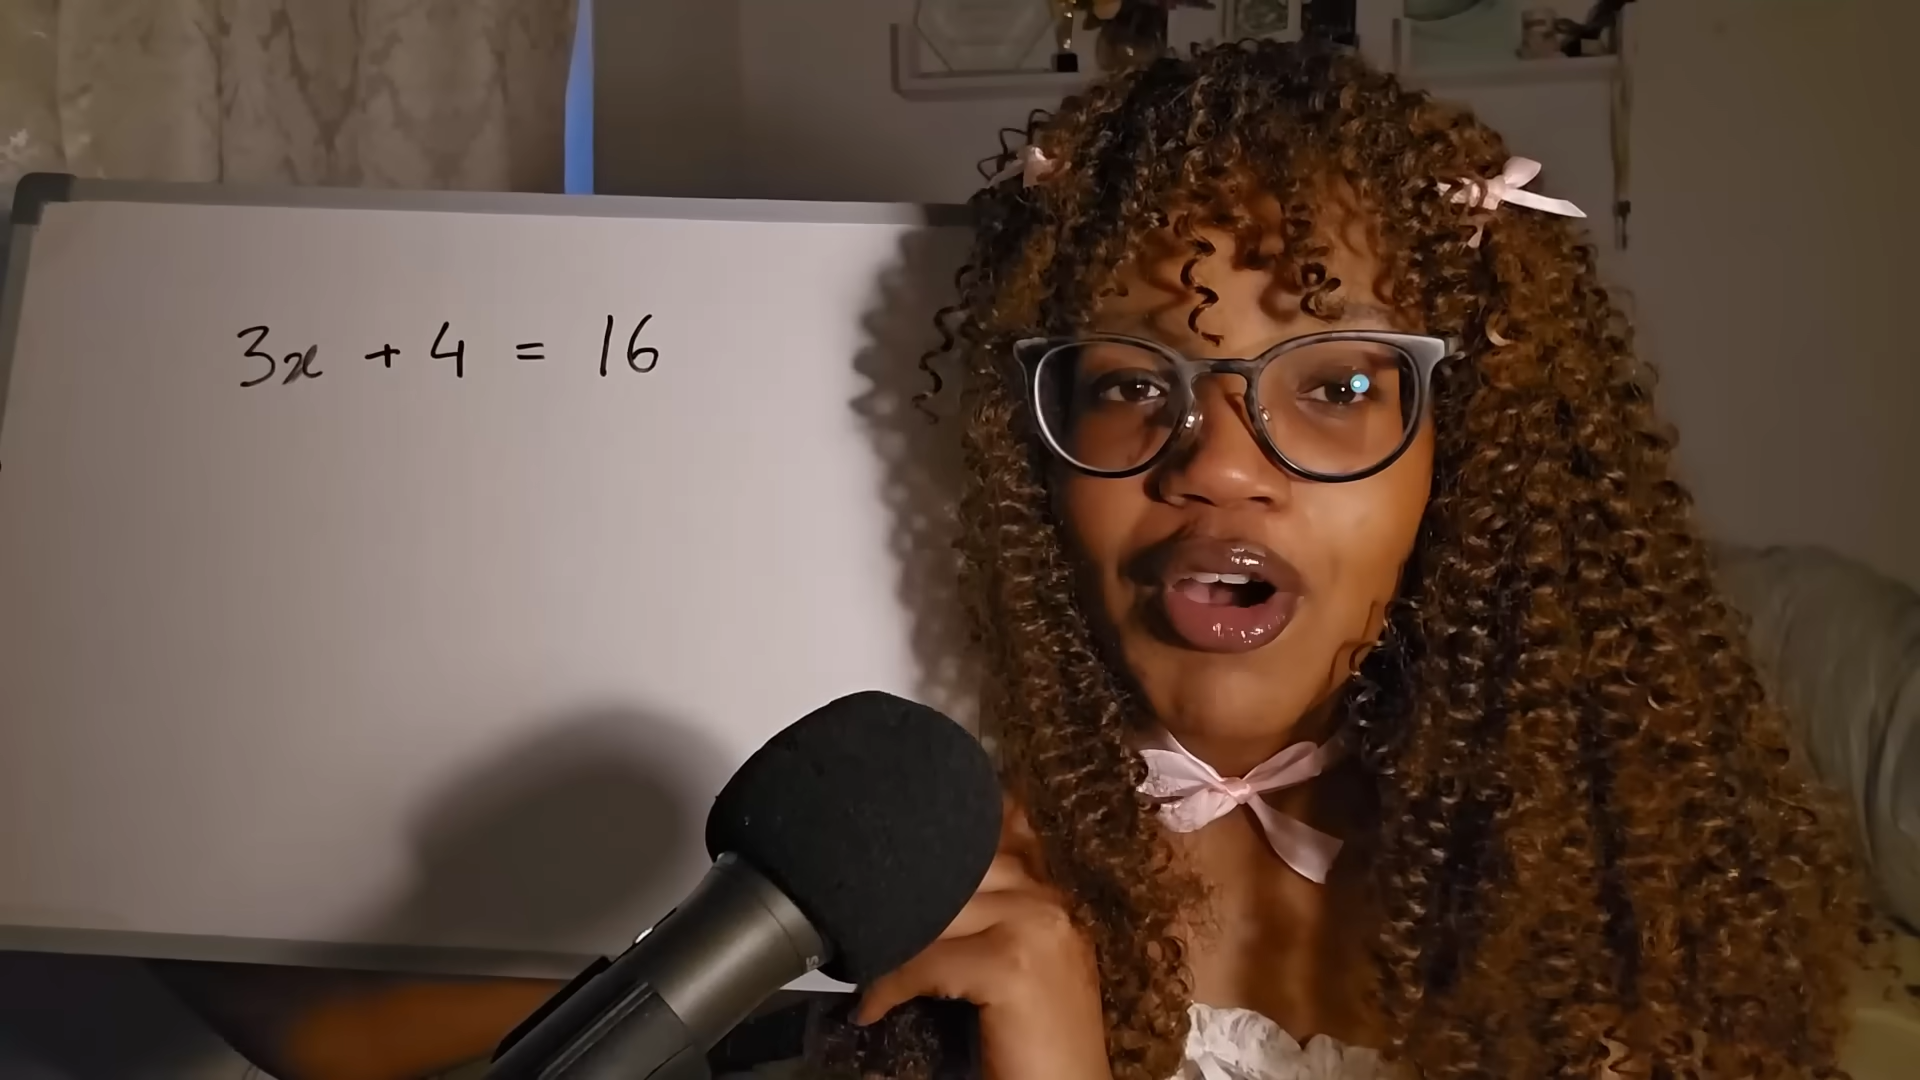 3x + 4 = 16